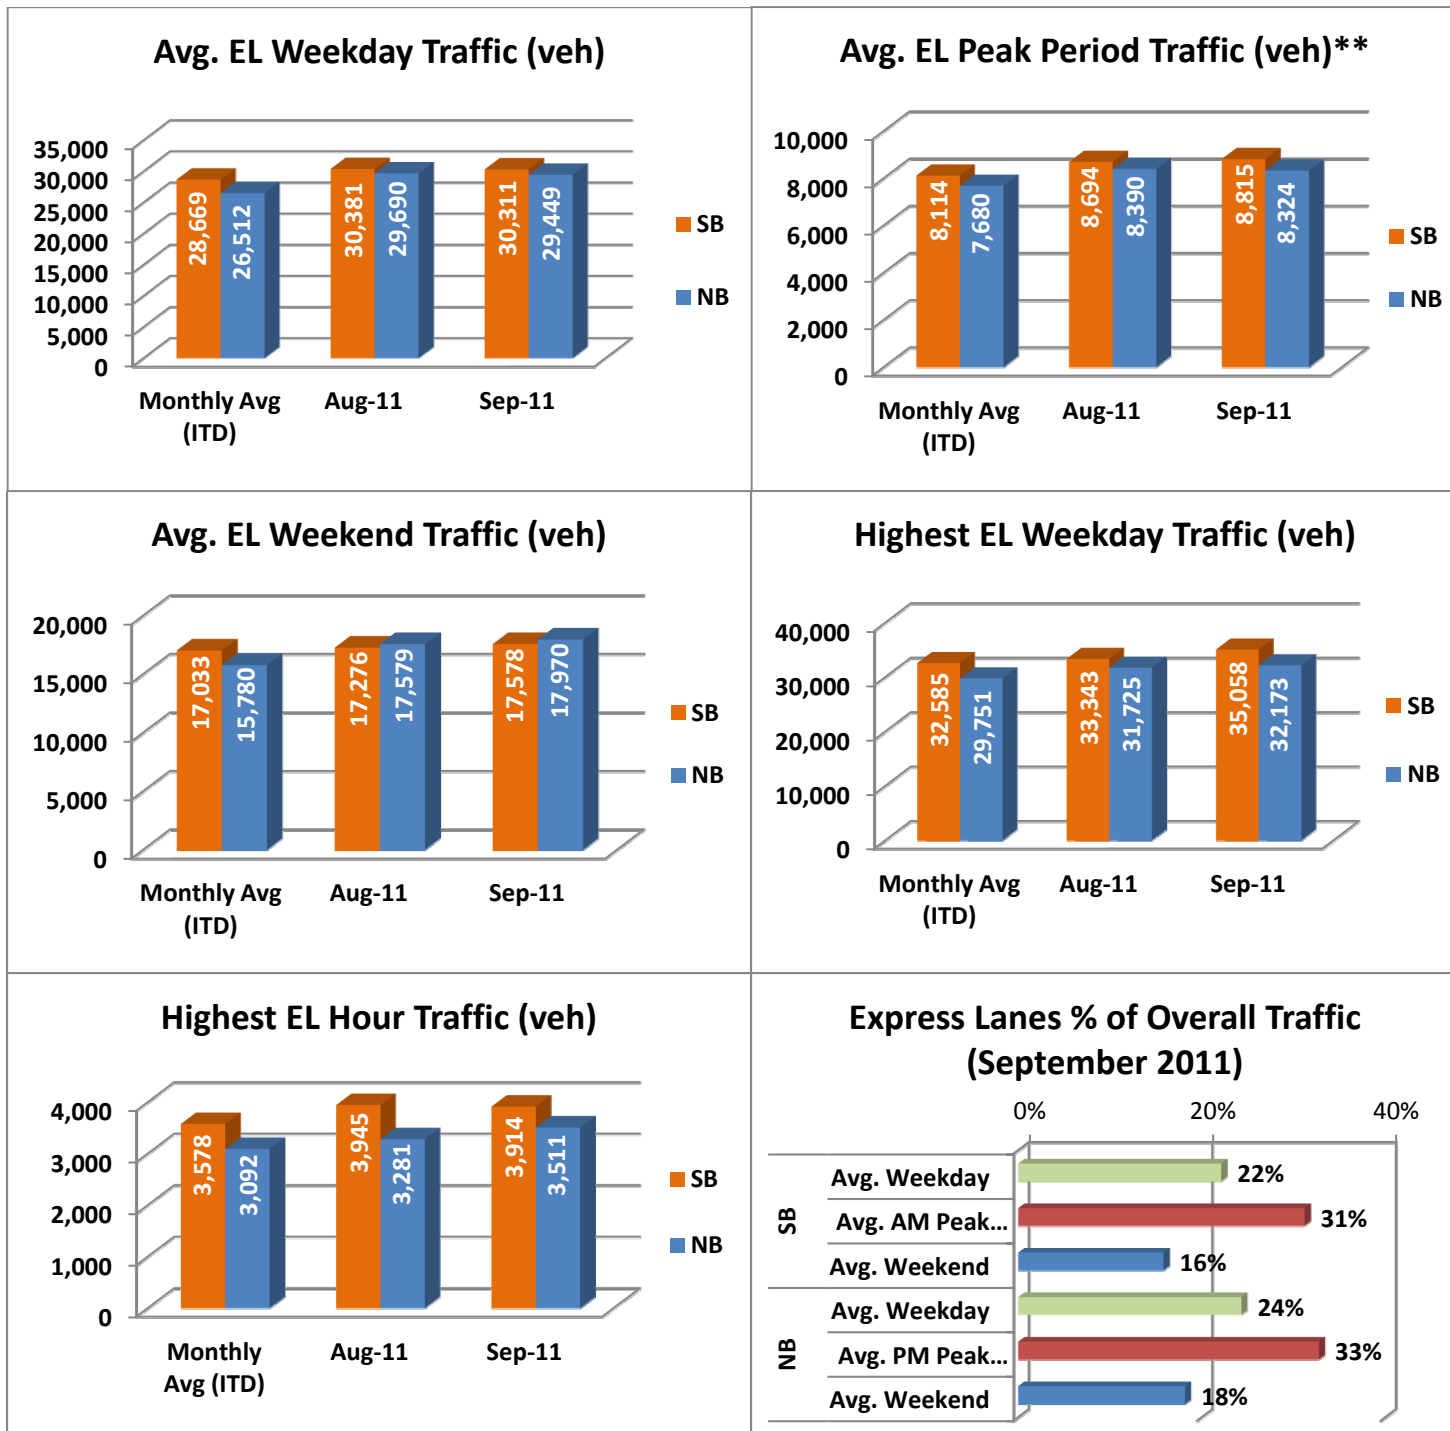 Avg. EL Weekday Traffic (veh)
35,000
30,000
25,000
20,000
15,000
10,000
5,000
0
28,669
26,512
30,381
29,690
30,311
29,449
SB
NB
Monthly Avg
(ITD)
Aug-11
Sep-11
Avg. EL Peak Period Traffic (veh)**
10,000
8,000
6,000
4,000
2,000
0
8,114
7,680
8,694
8,390
8,815
8,324
SB
NB
Monthly Avg
(ITD)
Aug-11
Sep-11
Avg. EL Weekend Traffic (veh)
20,000
15,000
10,000
5,000
0
17,033
15,780
17,276
17,579
17,578
17,970
SB
NB
Monthly Avg
(ITD)
Aug-11
Sep-11
Highest EL Weekday Traffic (veh)
40,000
30,000
20,000
10,000
0
32,585
29,751
33,343
31,725
35,058
32,173
SB
NB
Monthly Avg
(ITD)
Aug-11
Sep-11
Highest EL Hour Traffic (veh)
4,000
3,000
2,000
1,000
0
3,578
3,092
3,945
3,281
3,914
3,511
SB
NB
Monthly
Avg (ITD)
Aug-11
Sep-11
Express Lanes % of Overall Traffic
(September 2011)
0% 20% 40%
SB
Avg. Weekday 22%
Avg. AM Peak... 31%
Avg. Weekend 16%
NB
Avg. Weekday 24%
Avg. PM Peak... 33%
Avg. Weekend 18%